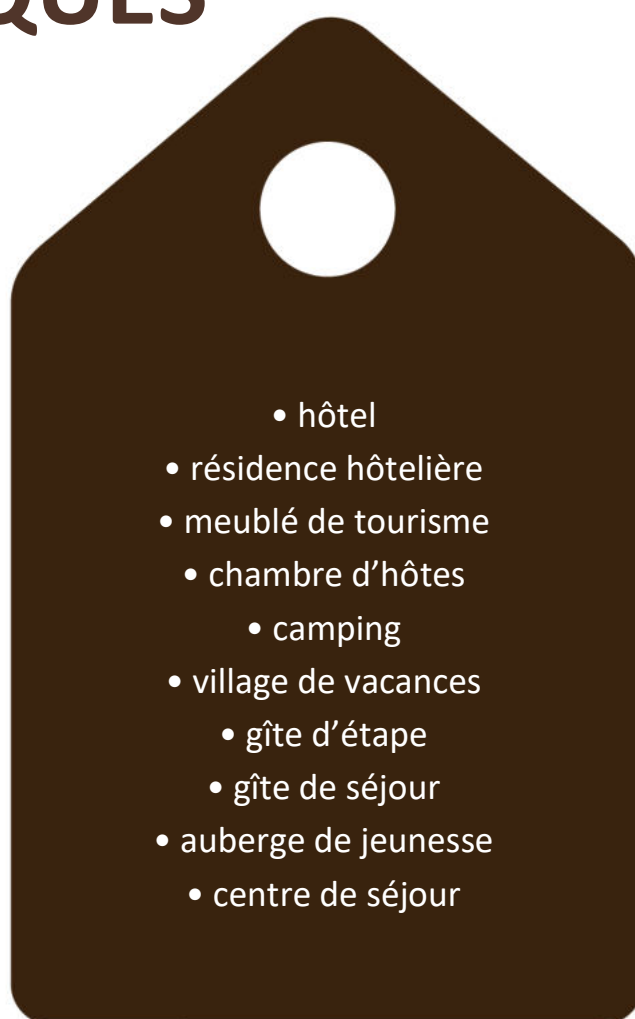 QUES
• hôtel
• résidence hôtelière
• meublé de tourisme
• chambre d’hôtes
• camping
• village de vacances
• gîte d’étape
• gîte de séjour
• auberge de jeunesse
• centre de séjour